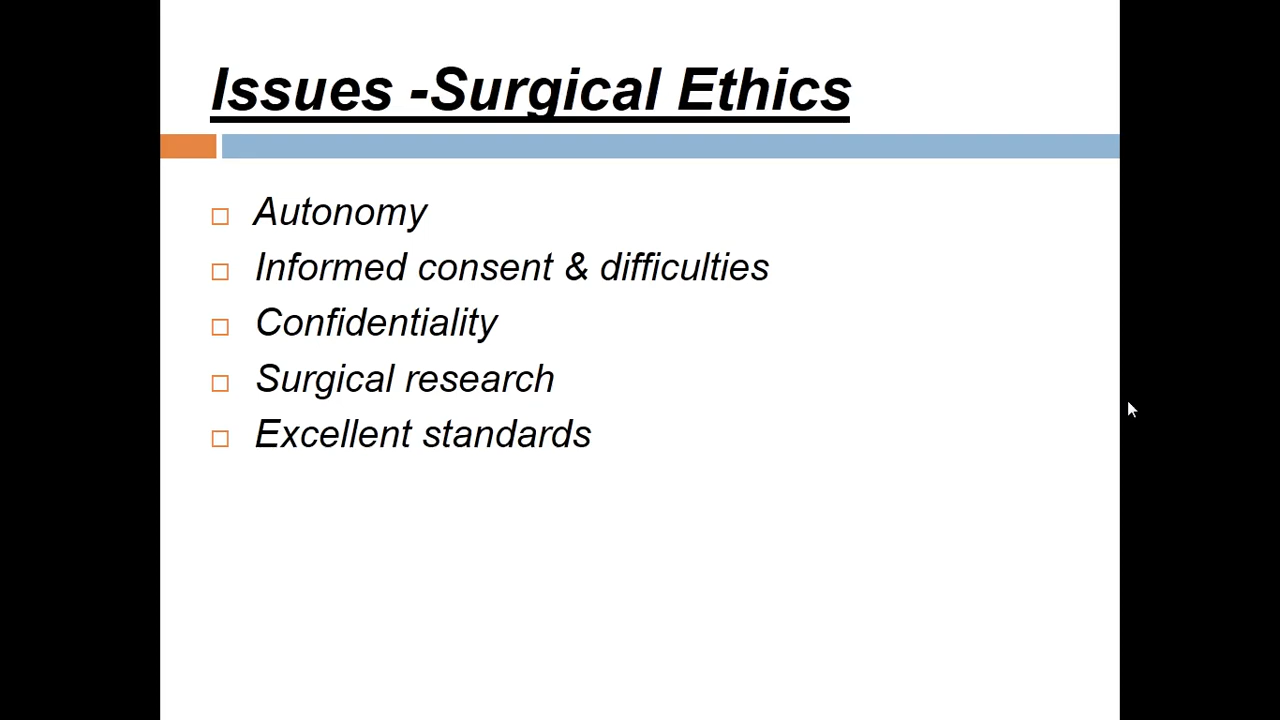 Issues -Surgical Ethics
Autonomy
Informed consent & difficulties
Confidentiality
Surgical research
Excellent standards